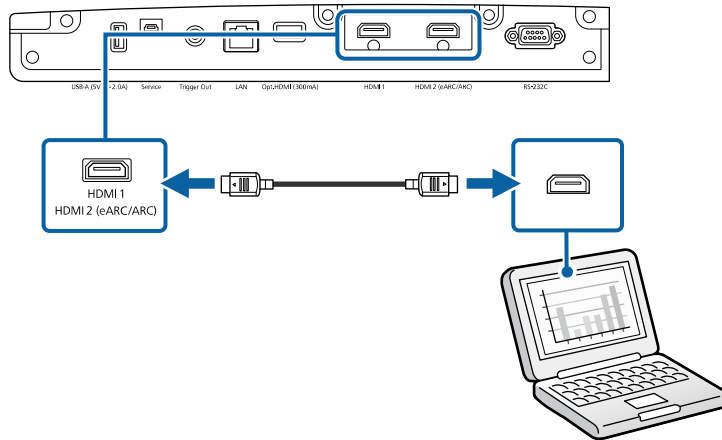 USB-A (5V⎓2.0A) Service Trigger Out LAN Opt.HDMI (300mA) HDMI 1 HDMI 2 (eARC/ARC) RS-232C
HDMI 1
HDMI 2 (eARC/ARC)